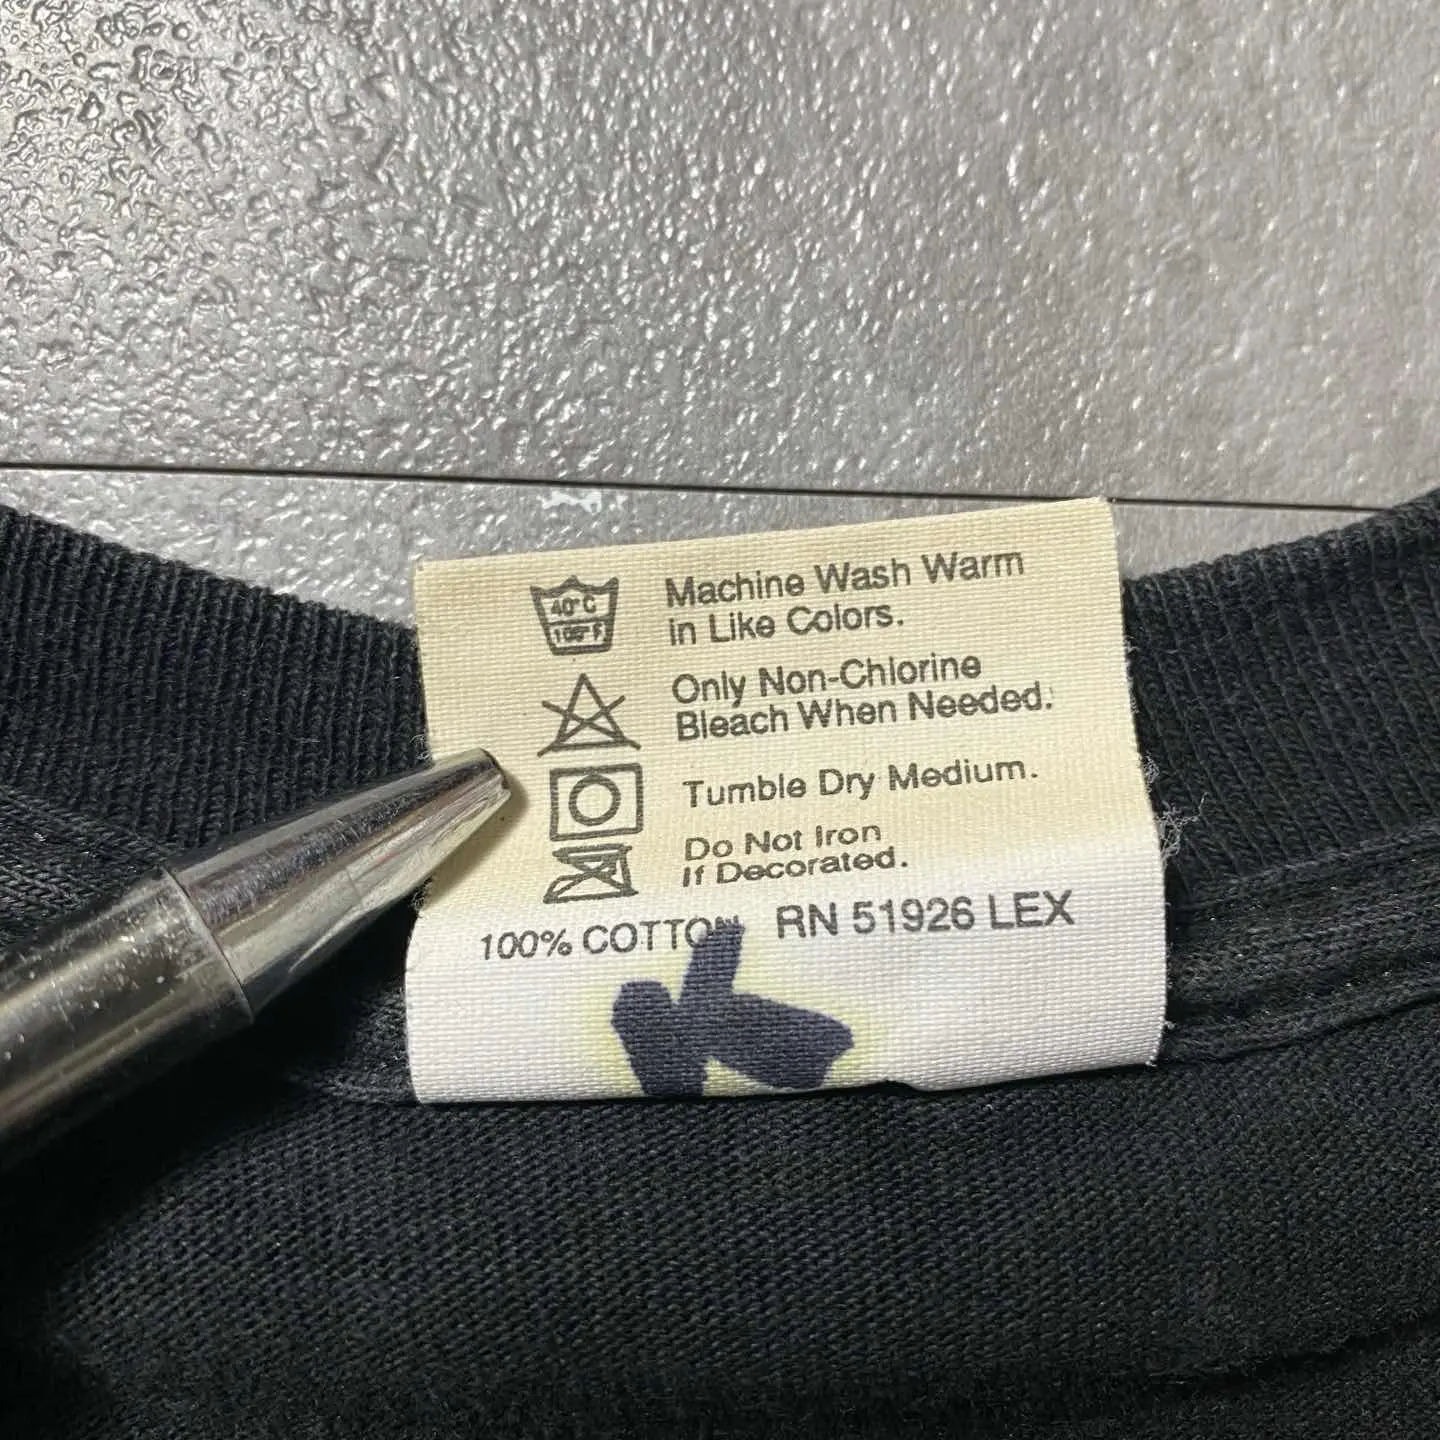 40°C
105°F
Machine Wash Warm
in Like Colors.
Only Non-Chlorine
Bleach When Needed.
Tumble Dry Medium.
Do Not Iron
If Decorated.
100% COTTON RN 51926 LEX